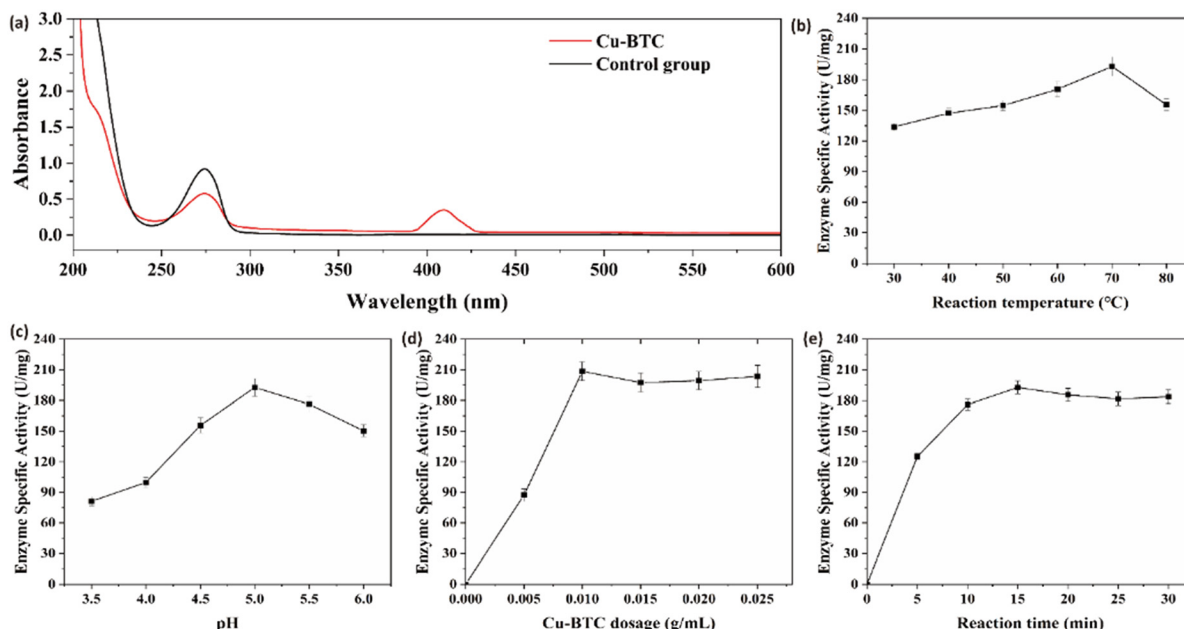 (a)
3.0
2.5
2.0
1.5
1.0
0.5
0.0
Absorbance
Cu-BTC
Control group
200 250 300 350 400 450 500 550 600
Wavelength (nm)
(b)
240
210
180
150
120
90
60
30
0
Enzyme Specific Activity (U/mg)
30 40 50 60 70 80
Reaction temperature (°C)
(c)
240
210
180
150
120
90
60
30
0
Enzyme Specific Activity (U/mg)
3.5 4.0 4.5 5.0 5.5 6.0
pH
(d)
240
210
180
150
120
90
60
30
0
Enzyme Specific Activity (U/mg)
0.000 0.005 0.010 0.015 0.020 0.025
Cu-BTC dosage (g/mL)
(e)
240
210
180
150
120
90
60
30
0
Enzyme Specific Activity (U/mg)
0 5 10 15 20 25 30
Reaction time (min)